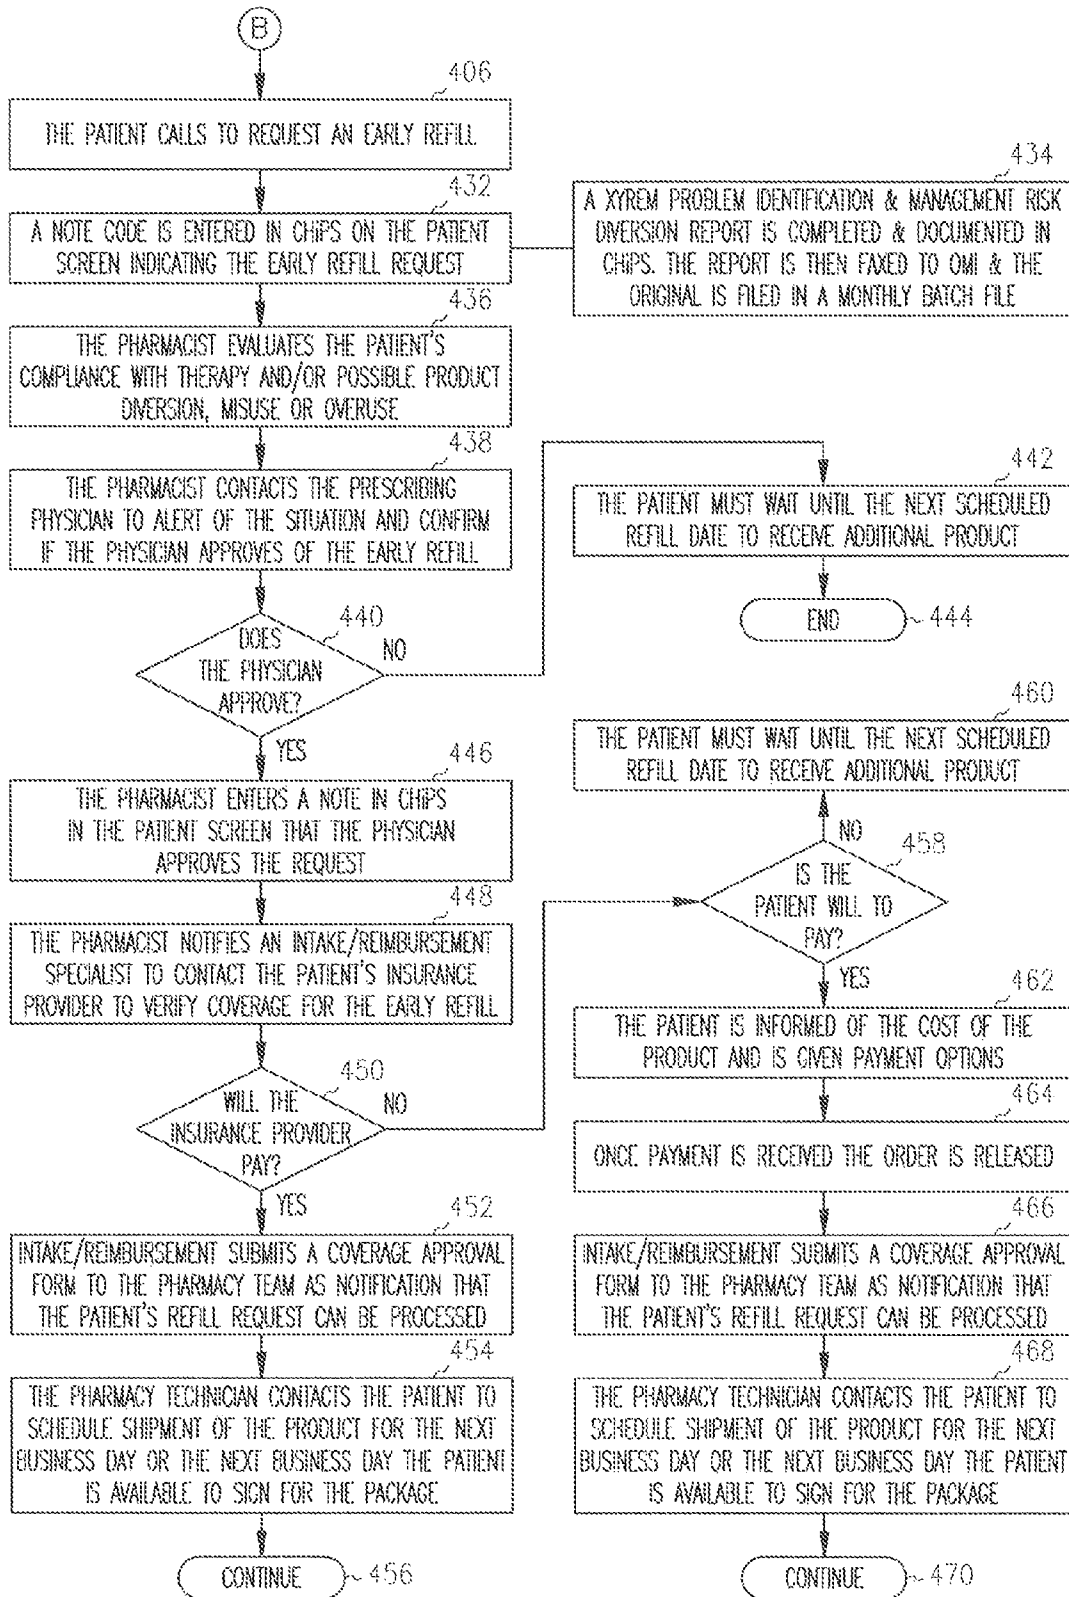 B
406
THE PATIENT CALLS TO REQUEST AN EARLY REFILL
432
A NOTE CODE IS ENTERED IN CHIPS ON THE PATIENT
SCREEN INDICATING THE EARLY REFILL REQUEST
434
A XYREM PROBLEM IDENTIFICATION & MANAGEMENT RISK
DIVERSION REPORT IS COMPLETED & DOCUMENTED IN
CHIPS. THE REPORT IS THEN FAXED TO OMI & THE
ORIGINAL IS FILED IN A MONTHLY BATCH FILE
436
THE PHARMACIST EVALUATES THE PATIENT'S
COMPLIANCE WITH THERAPY AND/OR POSSIBLE PRODUCT
DIVERSION, MISUSE OR OVERUSE
438
THE PHARMACIST CONTACTS THE PRESCRIBING
PHYSICIAN TO ALERT OF THE SITUATION AND CONFIRM
IF THE PHYSICIAN APPROVES OF THE EARLY REFILL
440
DOES
THE PHYSICIAN
APPROVE?
NO
YES
442
THE PATIENT MUST WAIT UNTIL THE NEXT SCHEDULED
REFILL DATE TO RECEIVE ADDITIONAL PRODUCT
END
444
446
THE PHARMACIST ENTERS A NOTE IN CHIPS
IN THE PATIENT SCREEN THAT THE PHYSICIAN
APPROVES THE REQUEST
448
THE PHARMACIST NOTIFIES AN INTAKE/REIMBURSEMENT
SPECIALIST TO CONTACT THE PATIENT'S INSURANCE
PROVIDER TO VERIFY COVERAGE FOR THE EARLY REFILL
450
WILL THE
INSURANCE PROVIDER
PAY?
NO
YES
452
INTAKE/REIMBURSEMENT SUBMITS A COVERAGE APPROVAL
FORM TO THE PHARMACY TEAM AS NOTIFICATION THAT
THE PATIENT'S REFILL REQUEST CAN BE PROCESSED
454
THE PHARMACY TECHNICIAN CONTACTS THE PATIENT TO
SCHEDULE SHIPMENT OF THE PRODUCT FOR THE NEXT
BUSINESS DAY OR THE NEXT BUSINESS DAY THE PATIENT
IS AVAILABLE TO SIGN FOR THE PACKAGE
CONTINUE
456
460
THE PATIENT MUST WAIT UNTIL THE NEXT SCHEDULED
REFILL DATE TO RECEIVE ADDITIONAL PRODUCT
NO
458
IS THE
PATIENT WILL TO
PAY?
YES
462
THE PATIENT IS INFORMED OF THE COST OF THE
PRODUCT AND IS GIVEN PAYMENT OPTIONS
464
ONCE PAYMENT IS RECEIVED THE ORDER IS RELEASED
466
INTAKE/REIMBURSEMENT SUBMITS A COVERAGE APPROVAL
FORM TO THE PHARMACY TEAM AS NOTIFICATION THAT
THE PATIENT'S REFILL REQUEST CAN BE PROCESSED
468
THE PHARMACY TECHNICIAN CONTACTS THE PATIENT TO
SCHEDULE SHIPMENT OF THE PRODUCT FOR THE NEXT
BUSINESS DAY OR THE NEXT BUSINESS DAY THE PATIENT
IS AVAILABLE TO SIGN FOR THE PACKAGE
CONTINUE
470